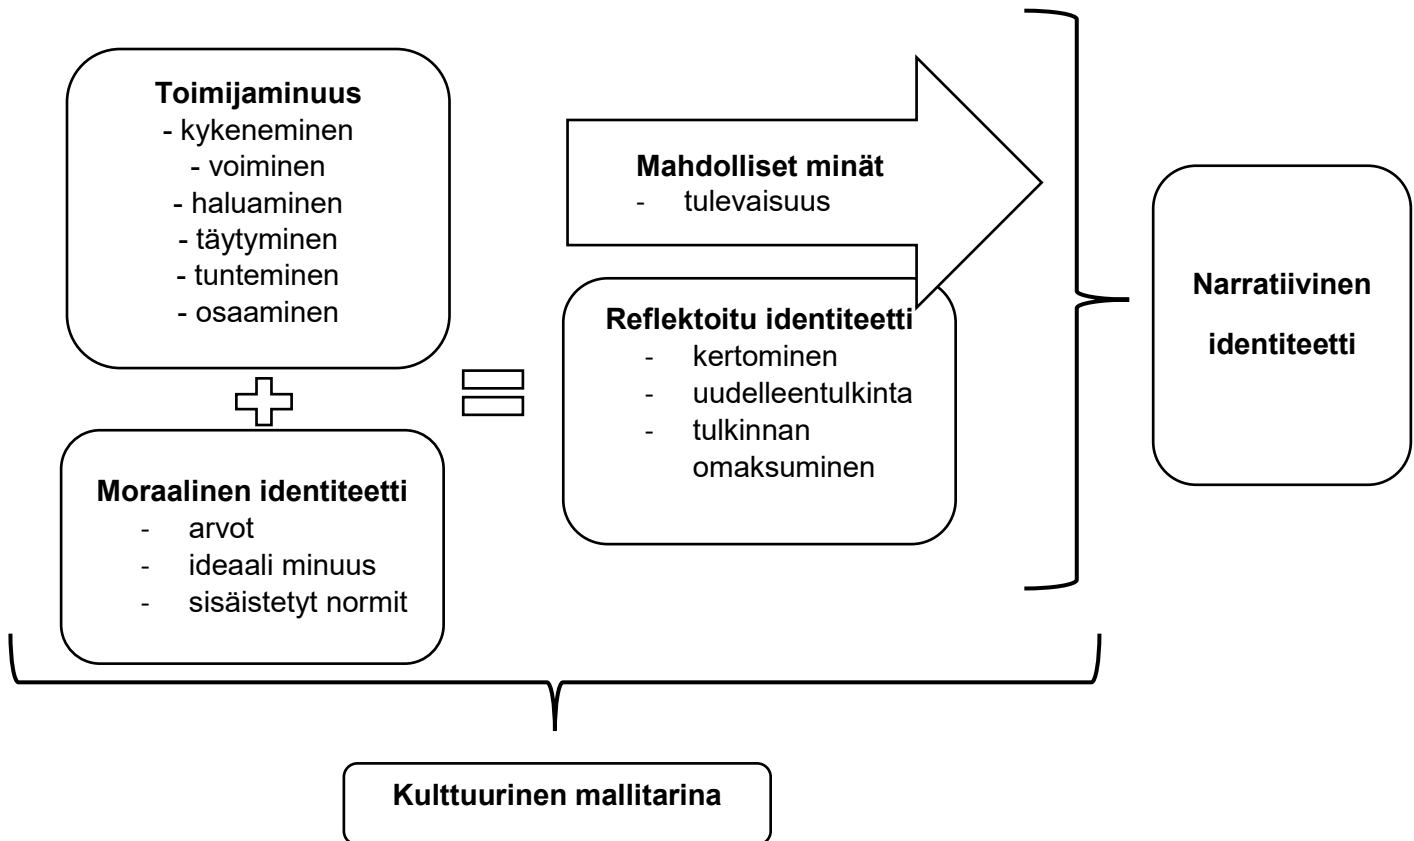 Toimijaminuus
- kykeneminen
- voiminen
- haluaminen
- täytyminen
- tunteminen
- osaaminen
Moraalinen identiteetti
- arvot
- ideaali minuus
- sisäistetyt normit
Mahdolliset minät
- tulevaisuus
Reflektoitu identiteetti
- kertominen
- uudelleentulkinta
- tulkinnan
omaksuminen
Narratiivinen
identiteetti
Kulttuurinen mallitarina